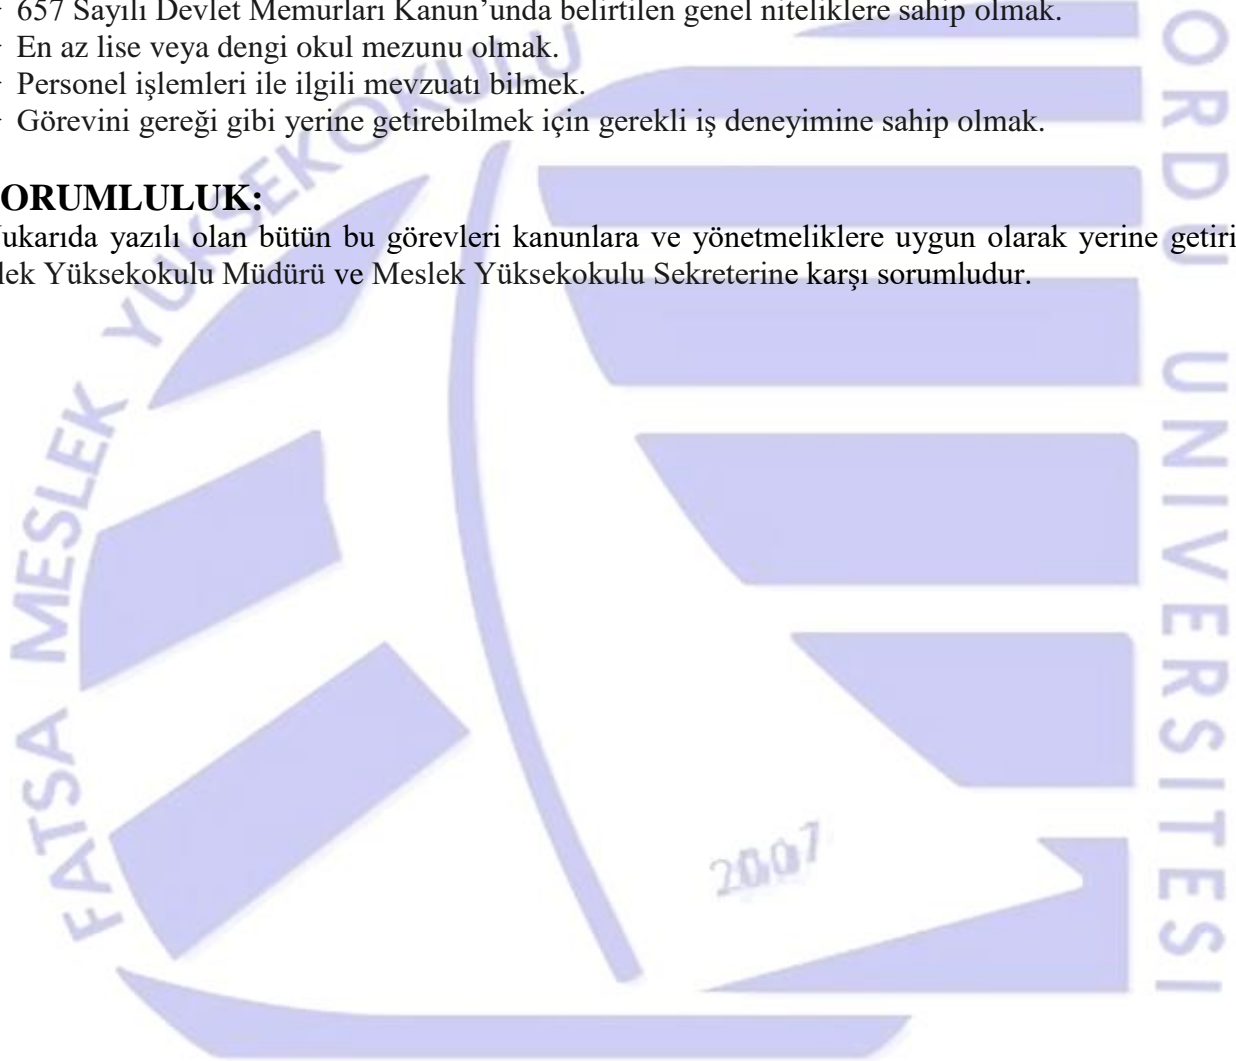 657 Sayılı Devlet Memurları Kanun’unda belirtilen genel niteliklere sahip olmak.
En az lise veya dengi okul mezunu olmak.
Personel işlemleri ile ilgili mevzuatı bilmek.
Görevini gereği gibi yerine getirebilmek için gerekli iş deneyimine sahip olmak.
ORUMLULUK:
ukarıda yazılı olan bütün bu görevleri kanunlara ve yönetmeliklere uygun olarak yerine getiri
lek Yüksekokulu Müdürü ve Meslek Yüksekokulu Sekreterine karşı sorumludur.
FATSA MESLEK YÜKSEKOKULU
ORDU UNIVERSITESI
2007